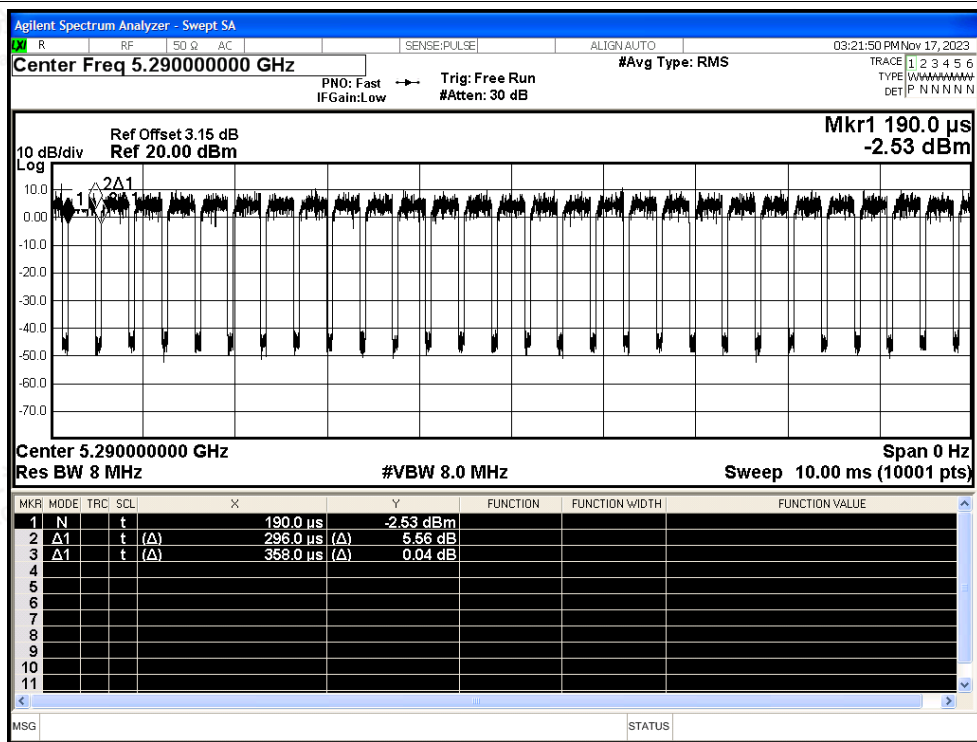 Agilent Spectrum Analyzer - Swept SA
LXI R RF 50 Ω AC SENSE:PULSE ALIGN AUTO 03:21:50 PM Nov 17, 2023
Center Freq 5.290000000 GHz #Avg Type: RMS TRACE 1 2 3 4 5 6
PNO: Fast Trig: Free Run TYPE
IFGain:Low #Atten: 30 dB DET P N N N N N
Ref Offset 3.15 dB Mkr1 190.0 µs
10 dB/div Ref 20.00 dBm -2.53 dBm
Log
10.0
2Δ1
1
0.00
-10.0
-20.0
-30.0
-40.0
-50.0
-60.0
-70.0
Center 5.290000000 GHz Span 0 Hz
Res BW 8 MHz #VBW 8.0 MHz Sweep 10.00 ms (10001 pts)
MKR MODE TRC SCL X Y FUNCTION FUNCTION WIDTH FUNCTION VALUE
1 N t 190.0 µs -2.53 dBm
2 Δ1 t (Δ) 296.0 µs (Δ) 5.56 dB
3 Δ1 t (Δ) 358.0 µs (Δ) 0.04 dB
4
5
6
7
8
9
10
11
MSG STATUS